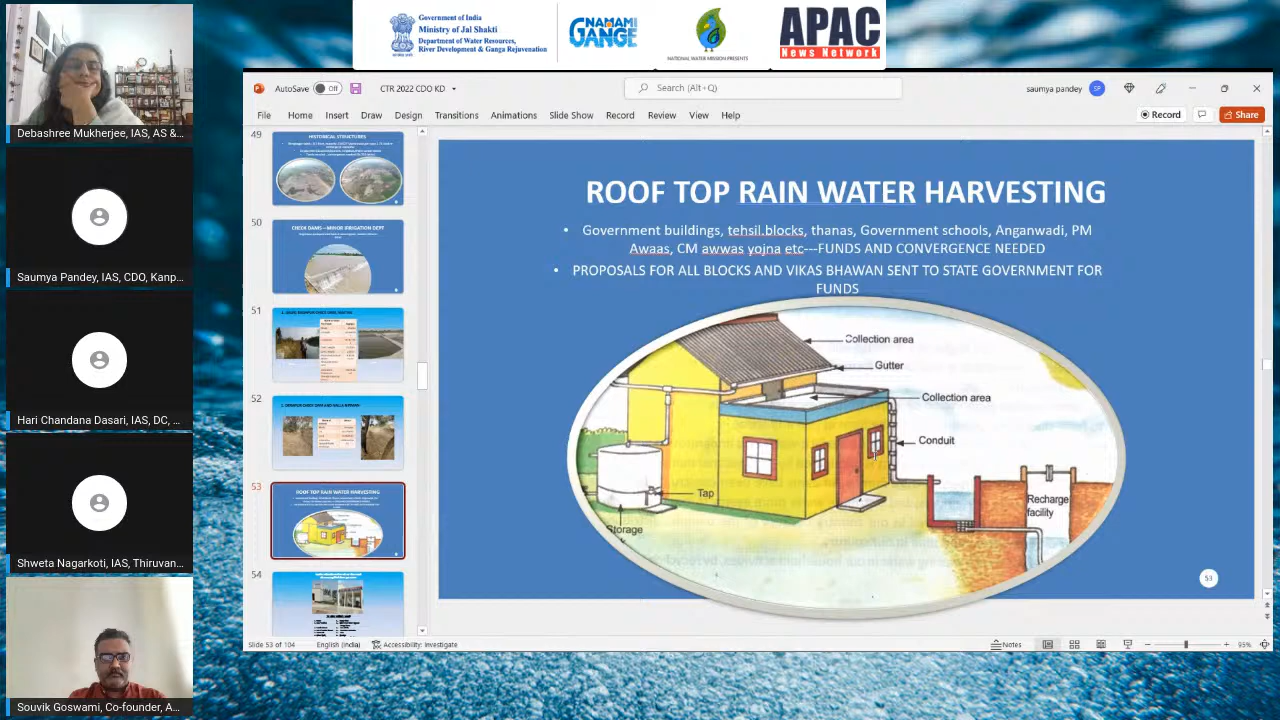 Government of India
Ministry of Jal Shakti
Department of Water Resources,
River Development & Ganga Rejuvenation
NAMAMI
GANGE
NATIONAL WATER MISSION PRESENTS
APAC
News Network
Debashree Mukherjee, IAS, AS &...
Saumya Pandey, IAS, CDO, Kanp...
Hari Chandana Dasari, IAS, DC, ...
Shweta Nagarkoti, IAS, Thiruvan...
Souvik Goswami, Co-founder, A...
AutoSave Off
CTR 2022 CDO KD
Search (Alt+Q)
saumya pandey SP
File Home Insert Draw Design Transitions Animations Slide Show Record Review View Help
Record
Share
49
HISTORICAL STRUCTURES
50
CHECK DAMS – MINOR IRRIGATION DEPT
51
52
53
ROOF TOP RAIN WATER HARVESTING
54
ROOF TOP RAIN WATER HARVESTING
• Government buildings, tehsil.blocks, thanas, Government schools, Anganwadi, PM
Awaas, CM awwas yojna etc---FUNDS AND CONVERGENCE NEEDED
• PROPOSALS FOR ALL BLOCKS AND VIKAS BHAWAN SENT TO STATE GOVERNMENT FOR
FUNDS
Collection area
Gutter
Collection area
Conduit
Tap
Recharge
facility
Storage
53
Slide 53 of 104
English (India)
Accessibility: Investigate
Notes
95%